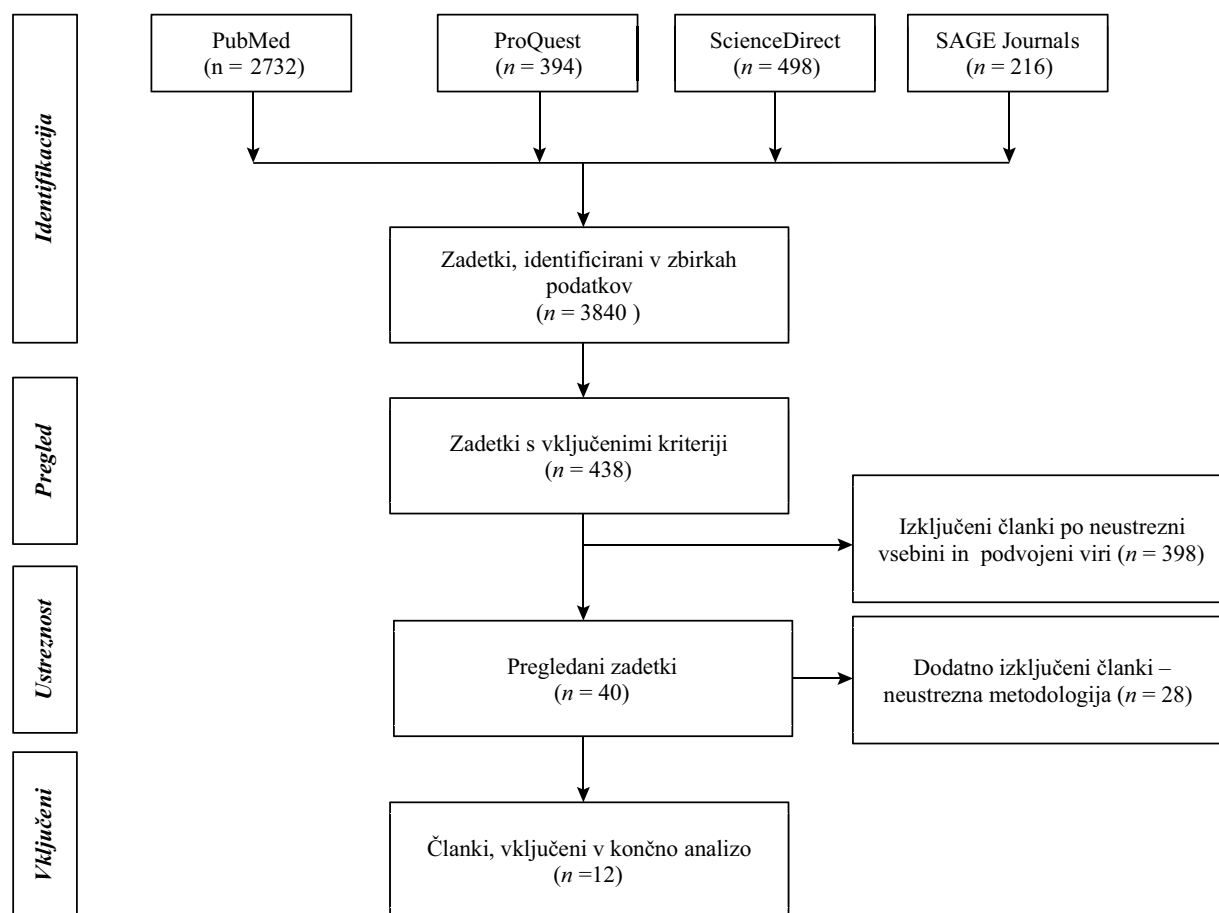 Identifikacija
PubMed
(n = 2732)
ProQuest
(n = 394)
ScienceDirect
(n = 498)
SAGE Journals
(n = 216)
Zadetki, identificirani v zbirkah
podatkov
(n = 3840 )
Pregled
Zadetki s vključenimi kriteriji
(n = 438)
Izključeni članki po neustrezni
vsebini in  podvojeni viri (n = 398)
Ustreznost
Pregledani zadetki
(n = 40)
Dodatno izključeni članki –
neustrezna metodologija (n = 28)
Vključeni
Članki, vključeni v končno analizo
(n =12)